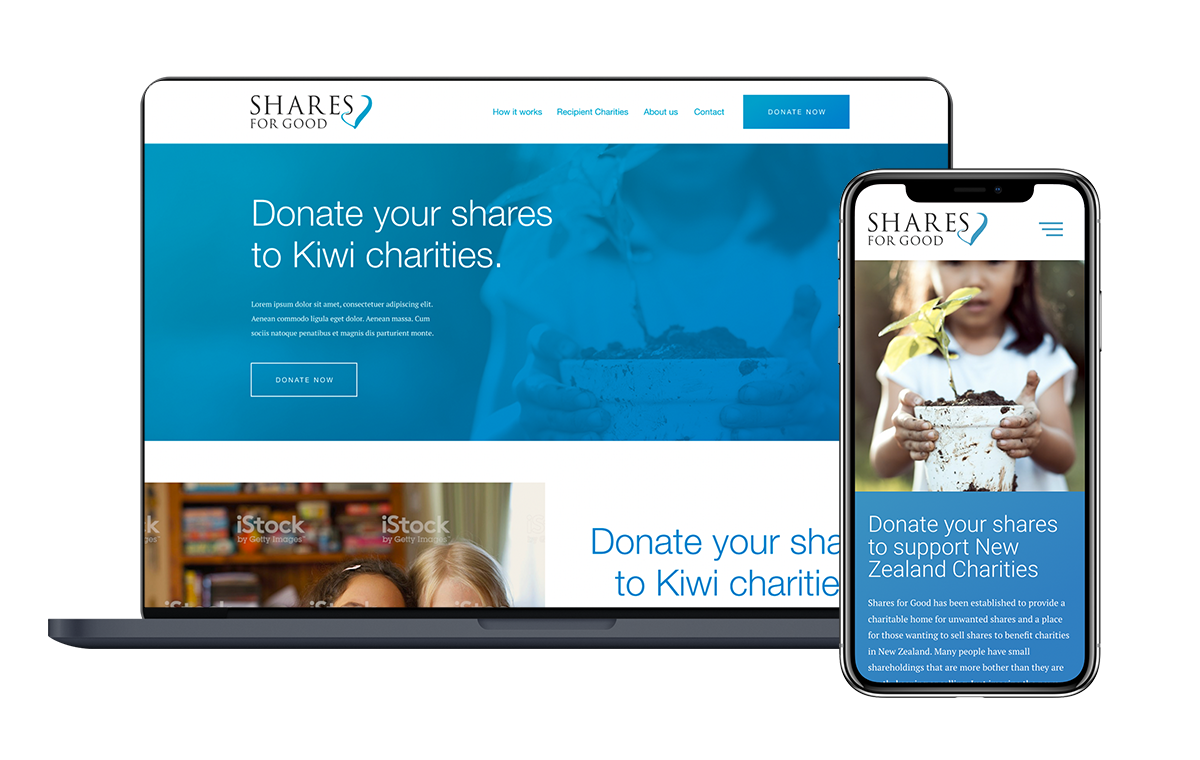 SHARES
FOR GOOD
How it works
Recipient Charities
About us
Contact
DONATE NOW
Donate your shares
to Kiwi charities.
Lorem ipsum dolor sit amet, consectetuer adipiscing elit.
Aenean commodo ligula eget dolor. Aenean massa. Cum
sociis natoque penatibus et magnis dis parturient monte.
DONATE NOW
iStock
by Getty Images
iStock
by Getty Images
Donate your sha
to Kiwi charitie
SHARES
FOR GOOD
Donate your shares
to support New
Zealand Charities
Shares for Good has been established to provide a
charitable home for unwanted shares and a place
for those wanting to sell shares to benefit charities
in New Zealand. Many people have small
shareholdings that are more bother than they are